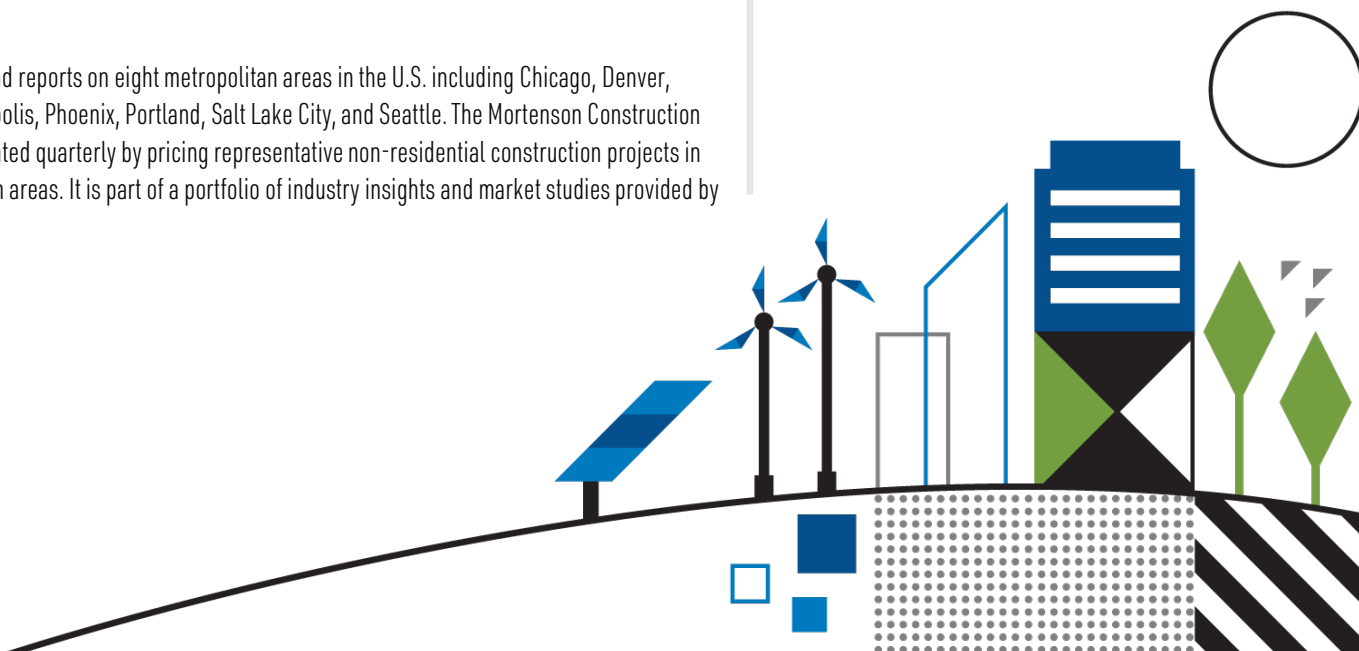 d reports on eight metropolitan areas in the U.S. including Chicago, Denver,
polis, Phoenix, Portland, Salt Lake City, and Seattle. The Mortenson Construction
ted quarterly by pricing representative non-residential construction projects in
n areas. It is part of a portfolio of industry insights and market studies provided by